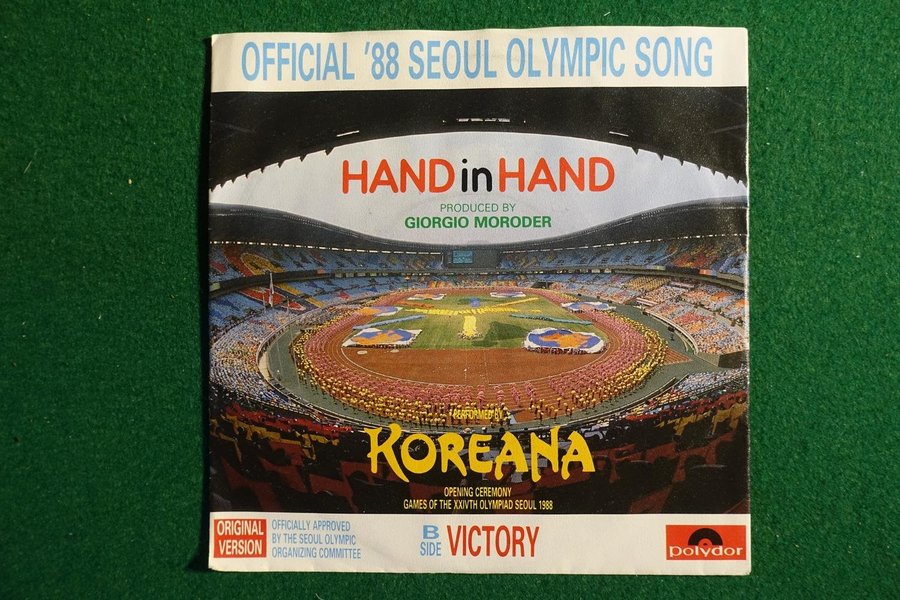 OFFICIAL '88 SEOUL OLYMPIC SONG
HAND in HAND
PRODUCED BY
GIORGIO MORODER
PERFORMED BY
KOREANA
OPENING CEREMONY
GAMES OF THE XXIVTH OLYMPIAD SEOUL 1988
ORIGINAL
VERSION
OFFICIALLY APPROVED
BY THE SEOUL OLYMPIC
ORGANIZING COMMITTEE
B
SIDE
VICTORY
polydor